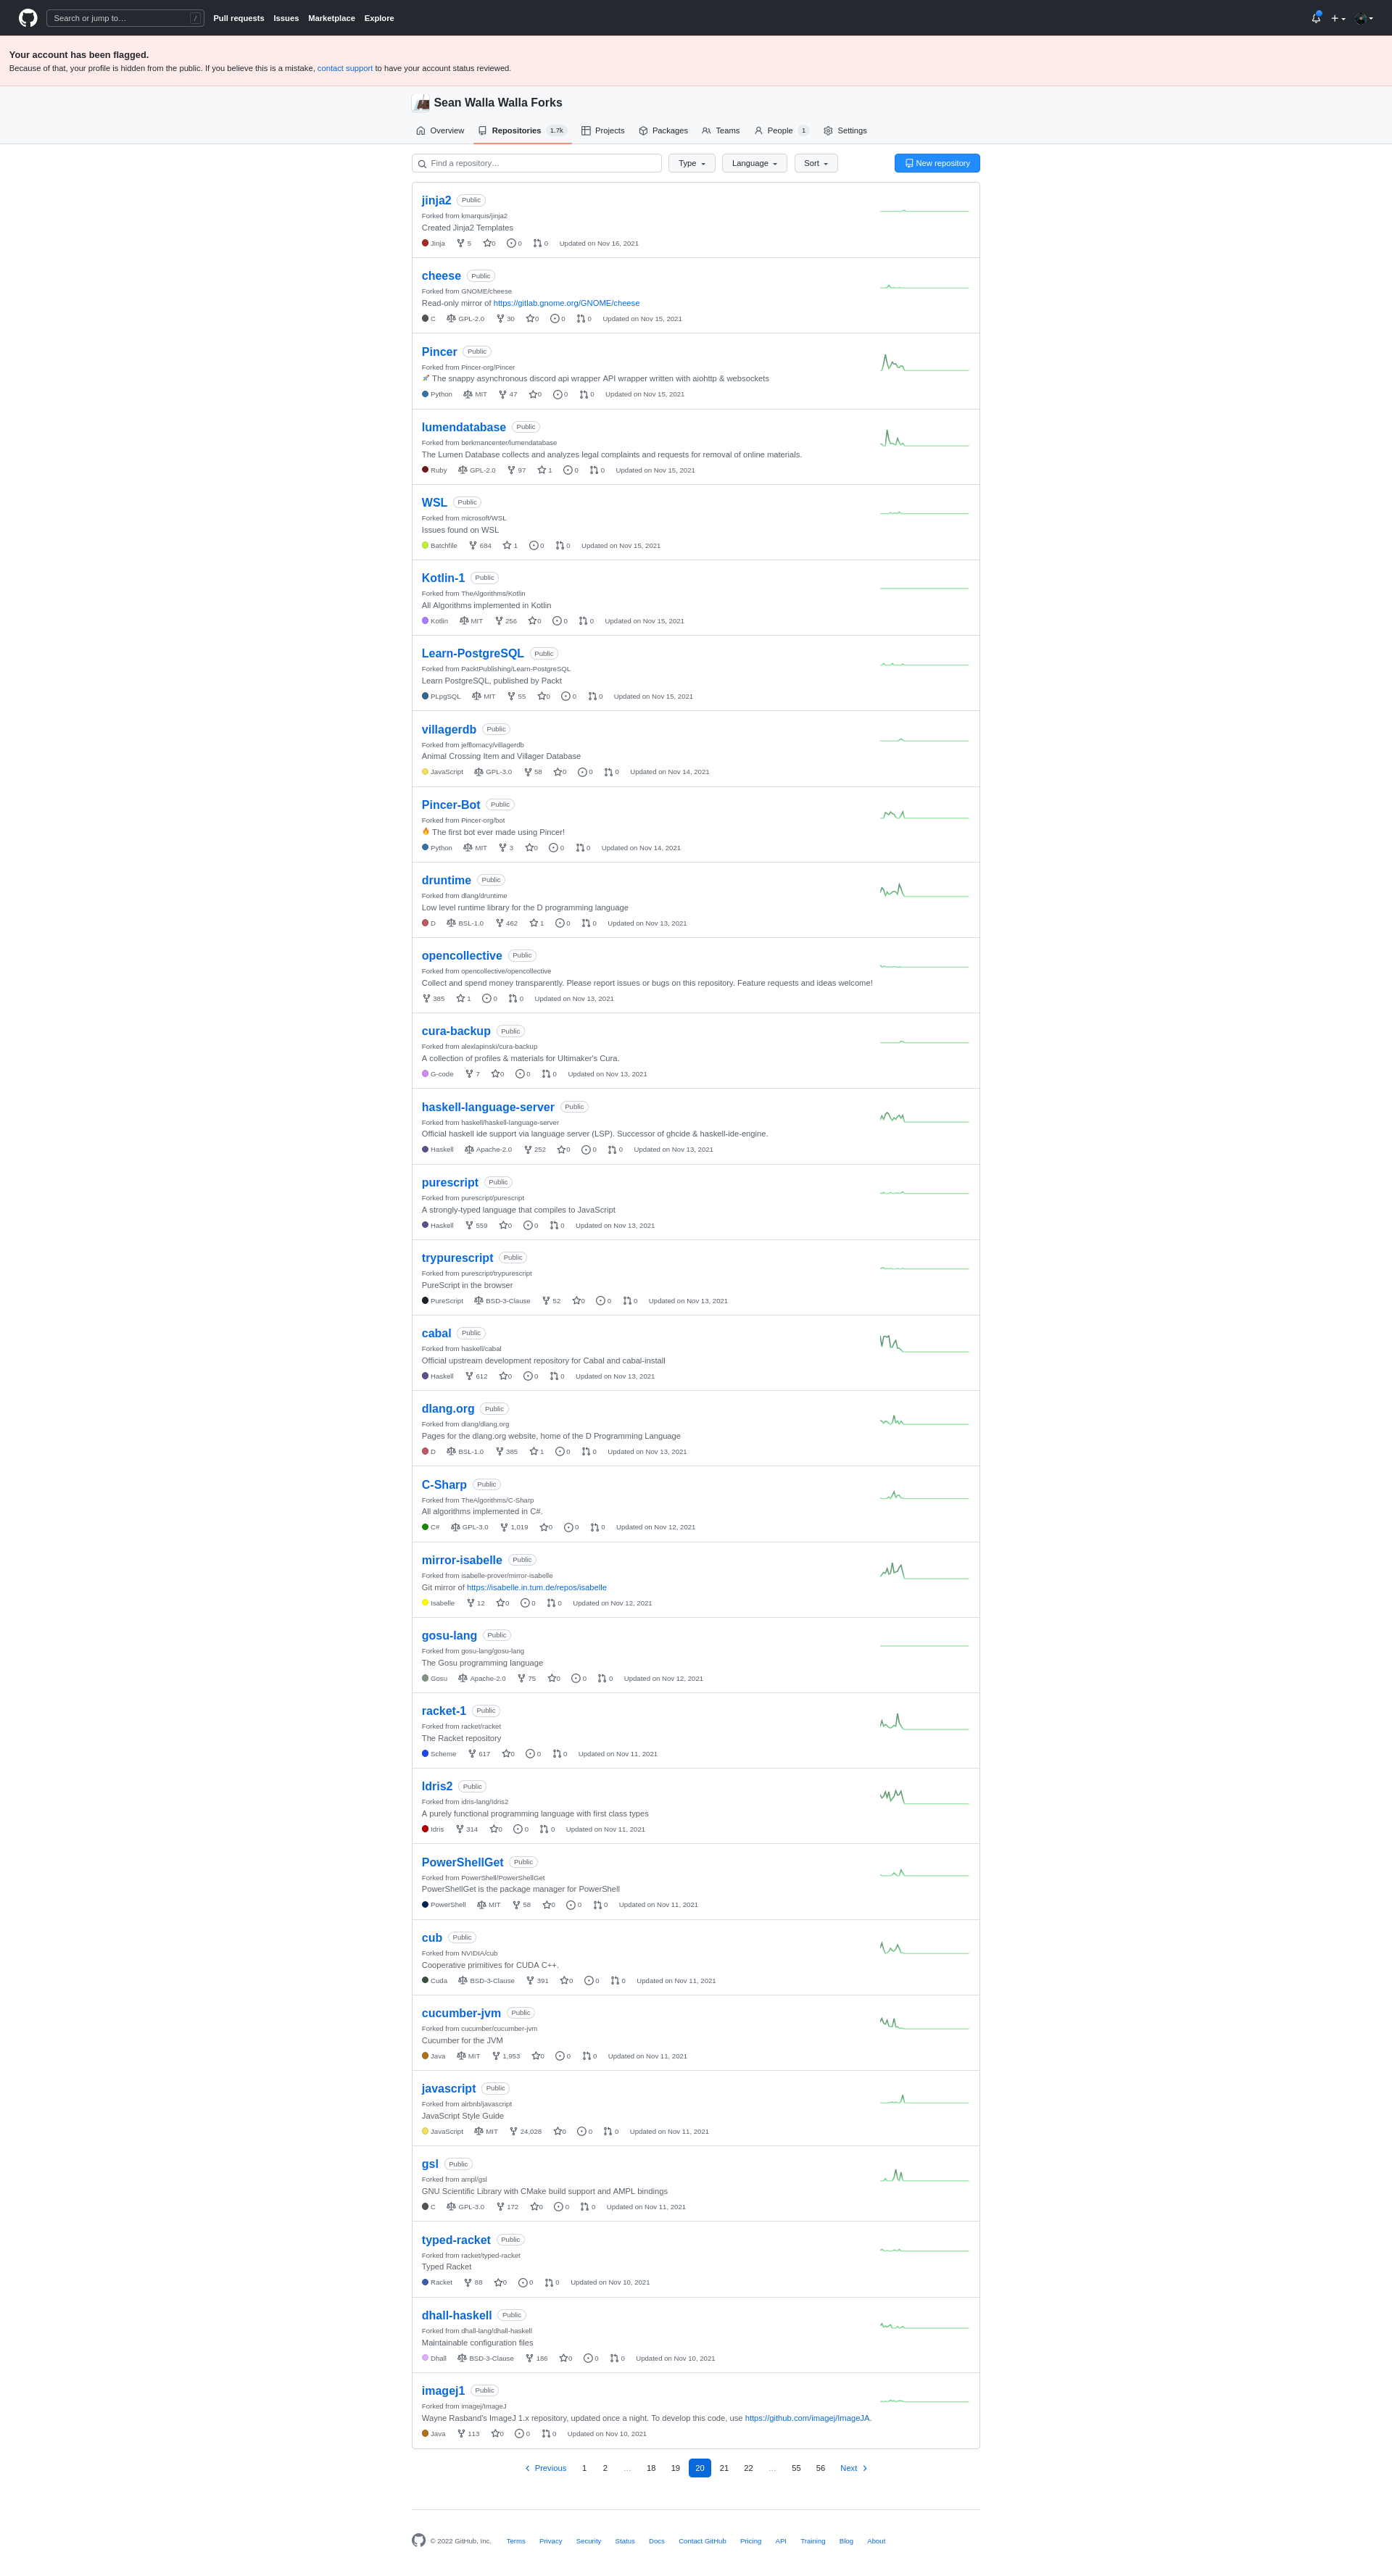 Search or jump to… /
Pull requests Issues Marketplace Explore
Your account has been flagged.
Because of that, your profile is hidden from the public. If you believe this is a mistake, contact support to have your account status reviewed.
Sean Walla Walla Forks
Overview Repositories 1.7k Projects Packages Teams People 1 Settings
Find a repository… Type Language Sort New repository
jinja2 Public
Forked from kmarquis/jinja2
Created Jinja2 Templates
Jinja 5 0 0 0 Updated on Nov 16, 2021
cheese Public
Forked from GNOME/cheese
Read-only mirror of https://gitlab.gnome.org/GNOME/cheese
C GPL-2.0 30 0 0 0 Updated on Nov 15, 2021
Pincer Public
Forked from Pincer-org/Pincer
The snappy asynchronous discord api wrapper API wrapper written with aiohttp & websockets
Python MIT 47 0 0 0 Updated on Nov 15, 2021
lumendatabase Public
Forked from berkmancenter/lumendatabase
The Lumen Database collects and analyzes legal complaints and requests for removal of online materials.
Ruby GPL-2.0 97 1 0 0 Updated on Nov 15, 2021
WSL Public
Forked from microsoft/WSL
Issues found on WSL
Batchfile 684 1 0 0 Updated on Nov 15, 2021
Kotlin-1 Public
Forked from TheAlgorithms/Kotlin
All Algorithms implemented in Kotlin
Kotlin MIT 256 0 0 0 Updated on Nov 15, 2021
Learn-PostgreSQL Public
Forked from PacktPublishing/Learn-PostgreSQL
Learn PostgreSQL, published by Packt
PLpgSQL MIT 55 0 0 0 Updated on Nov 15, 2021
villagerdb Public
Forked from jefflomacy/villagerdb
Animal Crossing Item and Villager Database
JavaScript GPL-3.0 58 0 0 0 Updated on Nov 14, 2021
Pincer-Bot Public
Forked from Pincer-org/bot
The first bot ever made using Pincer!
Python MIT 3 0 0 0 Updated on Nov 14, 2021
druntime Public
Forked from dlang/druntime
Low level runtime library for the D programming language
D BSL-1.0 462 1 0 0 Updated on Nov 13, 2021
opencollective Public
Forked from opencollective/opencollective
Collect and spend money transparently. Please report issues or bugs on this repository. Feature requests and ideas welcome!
385 1 0 0 Updated on Nov 13, 2021
cura-backup Public
Forked from alexlapinski/cura-backup
A collection of profiles & materials for Ultimaker's Cura.
G-code 7 0 0 0 Updated on Nov 13, 2021
haskell-language-server Public
Forked from haskell/haskell-language-server
Official haskell ide support via language server (LSP). Successor of ghcide & haskell-ide-engine.
Haskell Apache-2.0 252 0 0 0 Updated on Nov 13, 2021
purescript Public
Forked from purescript/purescript
A strongly-typed language that compiles to JavaScript
Haskell 559 0 0 0 Updated on Nov 13, 2021
trypurescript Public
Forked from purescript/trypurescript
PureScript in the browser
PureScript BSD-3-Clause 52 0 0 0 Updated on Nov 13, 2021
cabal Public
Forked from haskell/cabal
Official upstream development repository for Cabal and cabal-install
Haskell 612 0 0 0 Updated on Nov 13, 2021
dlang.org Public
Forked from dlang/dlang.org
Pages for the dlang.org website, home of the D Programming Language
D BSL-1.0 385 1 0 0 Updated on Nov 13, 2021
C-Sharp Public
Forked from TheAlgorithms/C-Sharp
All algorithms implemented in C#.
C# GPL-3.0 1,019 0 0 0 Updated on Nov 12, 2021
mirror-isabelle Public
Forked from isabelle-prover/mirror-isabelle
Git mirror of https://isabelle.in.tum.de/repos/isabelle
Isabelle 12 0 0 0 Updated on Nov 12, 2021
gosu-lang Public
Forked from gosu-lang/gosu-lang
The Gosu programming language
Gosu Apache-2.0 75 0 0 0 Updated on Nov 12, 2021
racket-1 Public
Forked from racket/racket
The Racket repository
Scheme 617 0 0 0 Updated on Nov 11, 2021
Idris2 Public
Forked from idris-lang/Idris2
A purely functional programming language with first class types
Idris 314 0 0 0 Updated on Nov 11, 2021
PowerShellGet Public
Forked from PowerShell/PowerShellGet
PowerShellGet is the package manager for PowerShell
PowerShell MIT 58 0 0 0 Updated on Nov 11, 2021
cub Public
Forked from NVIDIA/cub
Cooperative primitives for CUDA C++.
Cuda BSD-3-Clause 391 0 0 0 Updated on Nov 11, 2021
cucumber-jvm Public
Forked from cucumber/cucumber-jvm
Cucumber for the JVM
Java MIT 1,953 0 0 0 Updated on Nov 11, 2021
javascript Public
Forked from airbnb/javascript
JavaScript Style Guide
JavaScript MIT 24,028 0 0 0 Updated on Nov 11, 2021
gsl Public
Forked from ampl/gsl
GNU Scientific Library with CMake build support and AMPL bindings
C GPL-3.0 172 0 0 0 Updated on Nov 11, 2021
typed-racket Public
Forked from racket/typed-racket
Typed Racket
Racket 88 0 0 0 Updated on Nov 10, 2021
dhall-haskell Public
Forked from dhall-lang/dhall-haskell
Maintainable configuration files
Dhall BSD-3-Clause 186 0 0 0 Updated on Nov 10, 2021
imagej1 Public
Forked from imagej/ImageJ
Wayne Rasband's ImageJ 1.x repository, updated once a night. To develop this code, use https://github.com/imagej/ImageJA.
Java 113 0 0 0 Updated on Nov 10, 2021
Previous 1 2 … 18 19 20 21 22 … 55 56 Next
© 2022 GitHub, Inc. Terms Privacy Security Status Docs Contact GitHub Pricing API Training Blog About